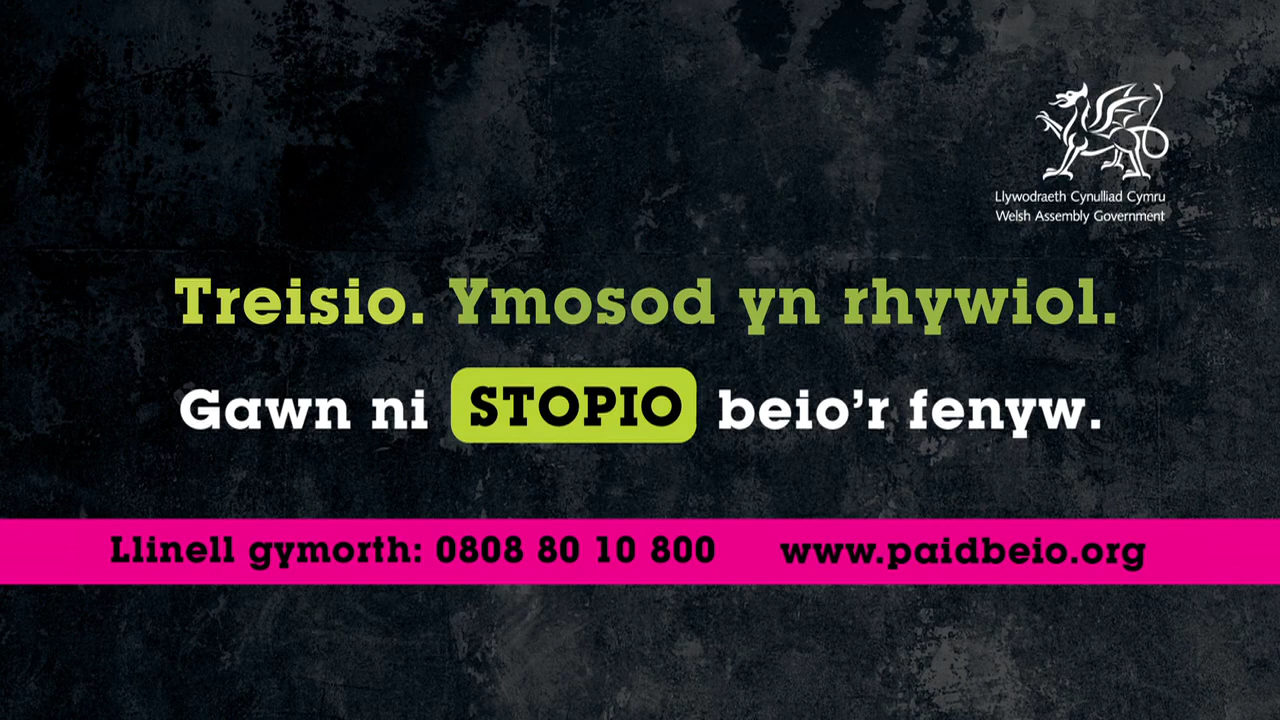 Llywodraeth Cynulliad Cymru
Welsh Assembly Government
Treisio. Ymosod yn rhywiol.
Gawn ni STOPIO beio’r fenyw.
Llinell gymorth: 0808 80 10 800 www.paidbeio.org